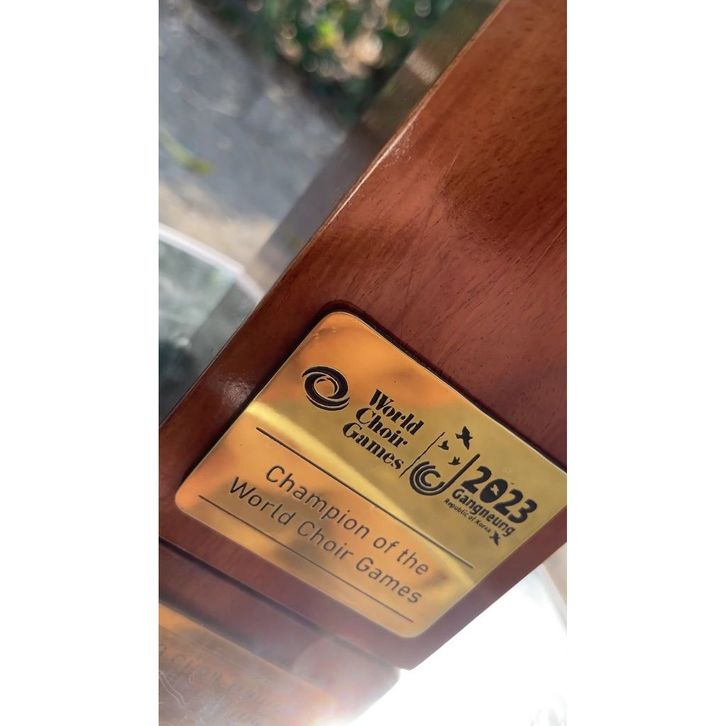 World
Choir
Games
2023
Gangneung
Republic of Korea
Champion of the
World Choir Games